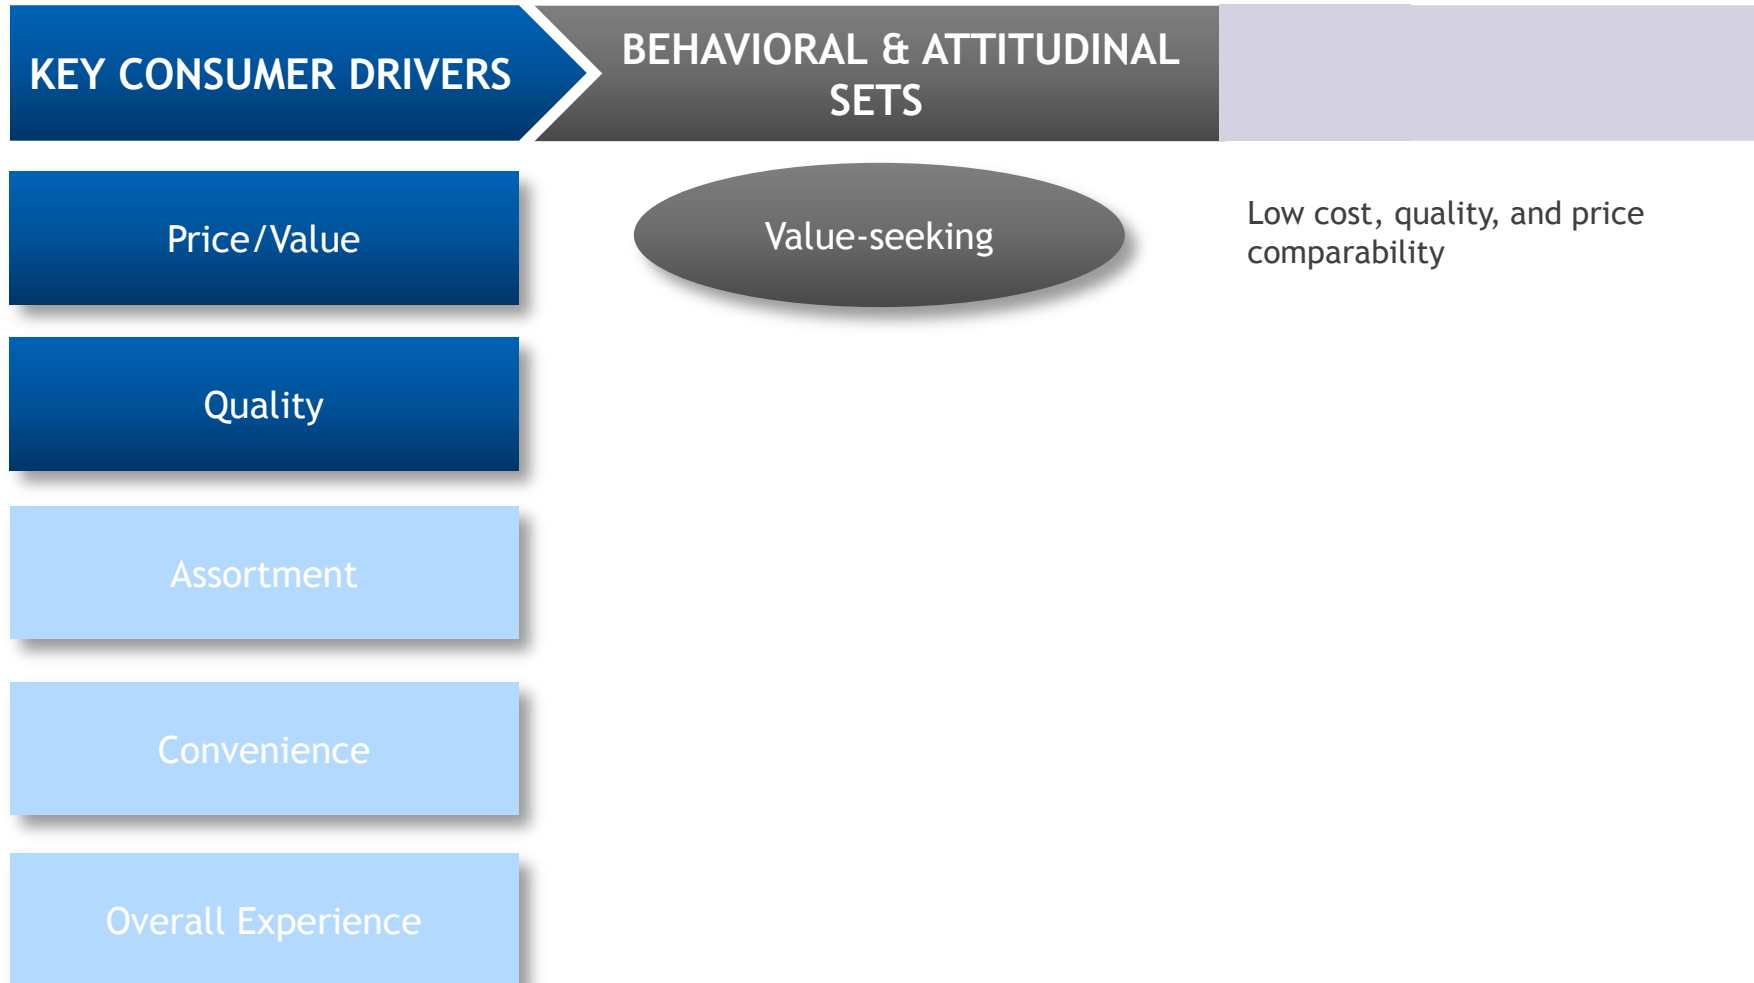 KEY CONSUMER DRIVERS
BEHAVIORAL & ATTITUDINAL
SETS
Price/Value
Value-seeking
Low cost, quality, and price
comparability
Quality
Assortment
Convenience
Overall Experience